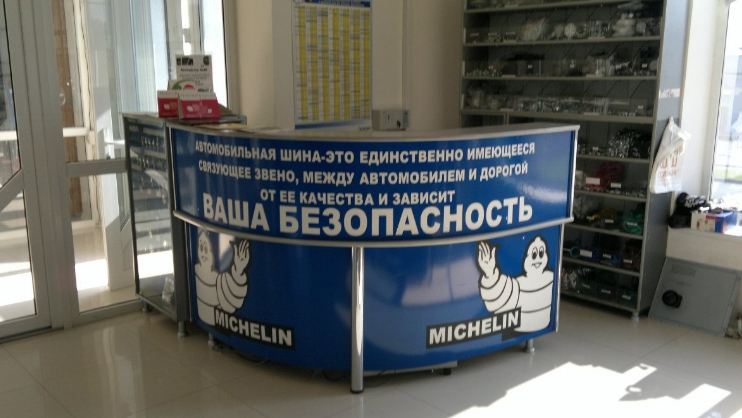 АВТОМОБИЛЬНАЯ ШИНА-ЭТО ЕДИНСТВЕННО ИМЕЮЩЕЕСЯ
СВЯЗУЮЩЕЕ ЗВЕНО, МЕЖДУ АВТОМОБИЛЕМ И ДОРОГОЙ
ОТ ЕЕ КАЧЕСТВА И ЗАВИСИТ
ВАША БЕЗОПАСНОСТЬ
MICHELIN
MICHELIN